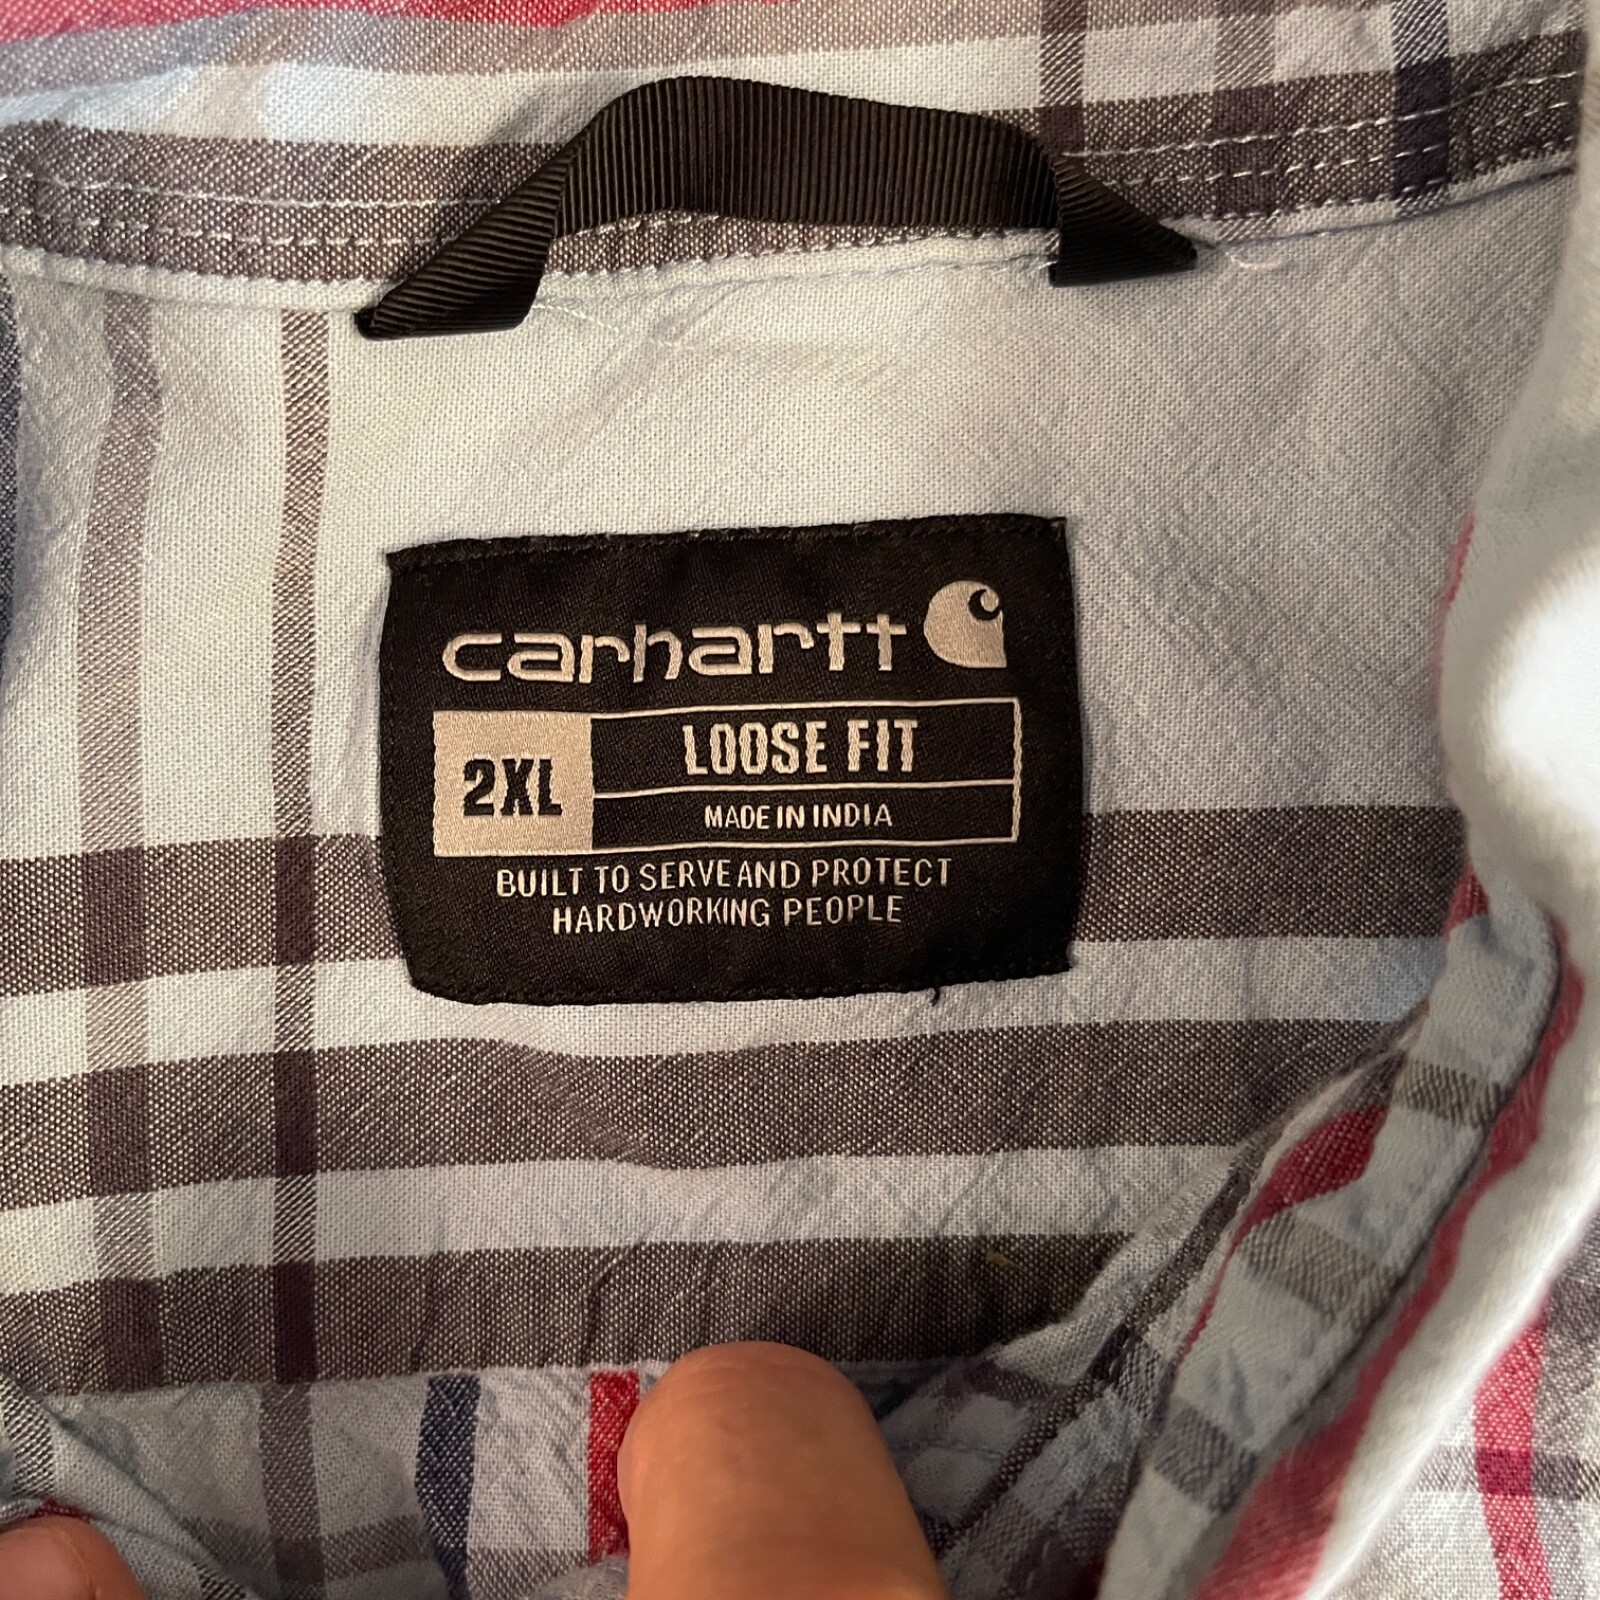 carhartt
2XL
LOOSE FIT
MADE IN INDIA
BUILT TO SERVE AND PROTECT
HARDWORKING PEOPLE